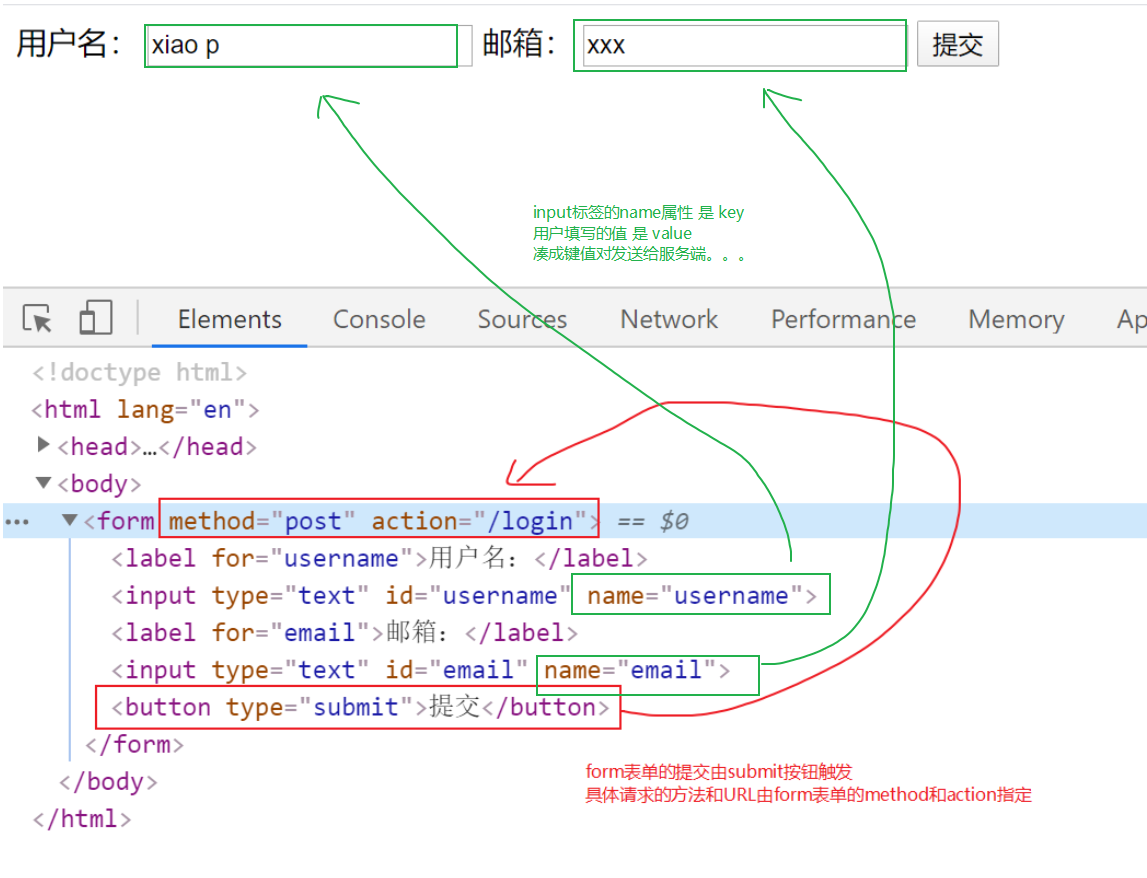 用户名： xiao p 邮箱： xxx 提交
input标签的name属性 是 key
用户填写的值 是 value
凑成键值对发送给服务端。。。
Elements Console Sources Network Performance Memory Ap
<!doctype html>
<html lang="en">
<head>…</head>
<body>
<form method="post" action="/login"> == $0
<label for="username">用户名：</label>
<input type="text" id="username" name="username">
<label for="email">邮箱：</label>
<input type="text" id="email" name="email">
<button type="submit">提交</button>
</form>
form表单的提交由submit按钮触发
</body>
具体请求的方法和URL由form表单的method和action指定
</html>